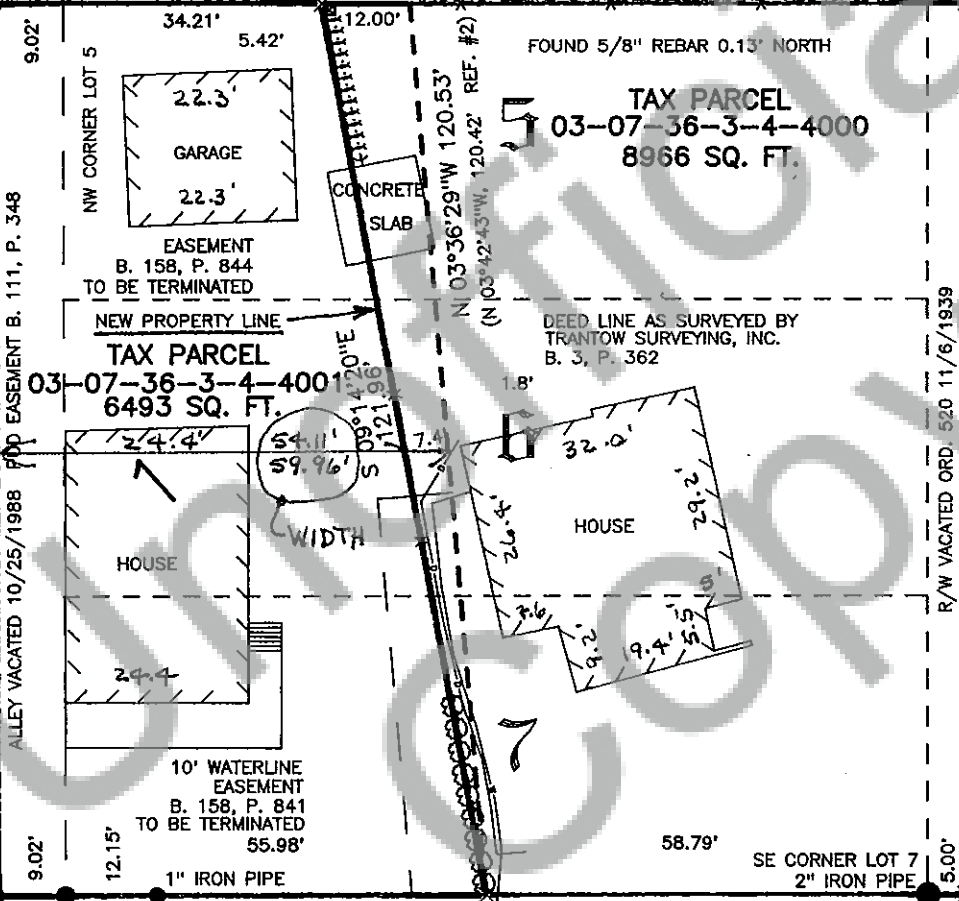 34.21'
12.00'
9.02'
5.42'
NW CORNER LOT 5
22.3'
GARAGE
22.3'
CONCRETE
SLAB
N 03°36'29"W 120.53'
(N 03°42'43"W, 120.42' REF. #2)
FOUND 5/8" REBAR 0.13' NORTH
5
TAX PARCEL
03-07-36-3-4-4000
8966 SQ. FT.
EASEMENT
B. 158, P. 844
TO BE TERMINATED
NEW PROPERTY LINE
TAX PARCEL
03-07-36-3-4-4001
6493 SQ. FT.
S 09°14'20"E
121.96'
DEED LINE AS SURVEYED BY
TRANTOW SURVEYING, INC.
B. 3, P. 362
1.8'
6
24.4'
54.11'
59.96'
WIDTH
7.4
32.0'
29.2'
26.4'
HOUSE
HOUSE
5'
5.5'
19.4'
9.2'
7.6
24.4
7
ALLEY VACATED 10/25/1988 PUD EASEMENT B. 111, P. 348
R/W VACATED ORD. 520 11/6/1939
10' WATERLINE
EASEMENT
B. 158, P. 841
TO BE TERMINATED
55.98'
58.79'
9.02'
12.15'
1" IRON PIPE
SE CORNER LOT 7
2" IRON PIPE
5.00'
Unofficial
Copy